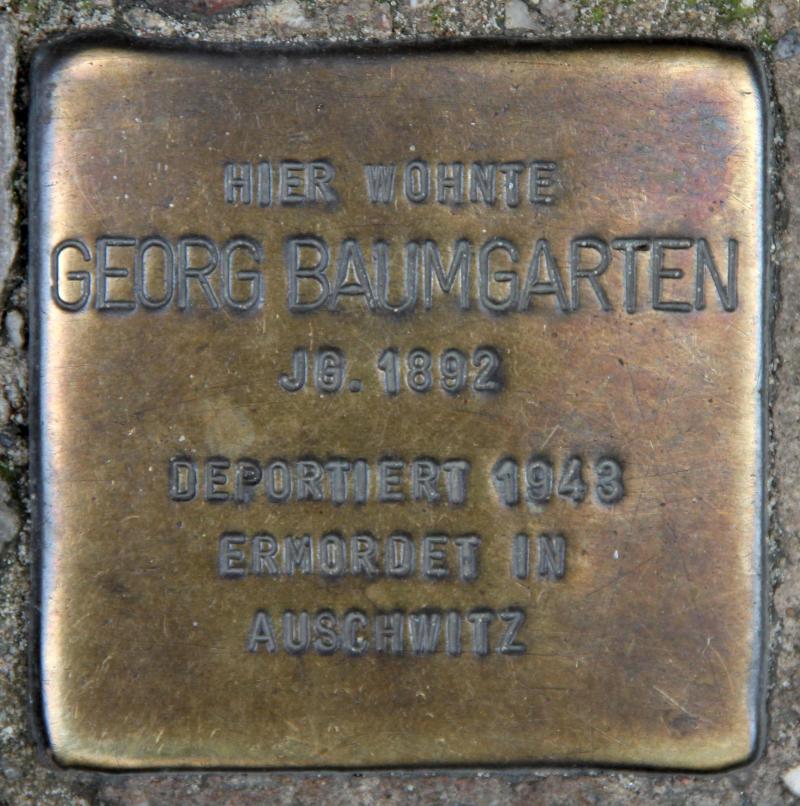 HIER WOHNTE
GEORG BAUMGARTEN
JG. 1892
DEPORTIERT 1943
ERMORDET IN
AUSCHWITZ